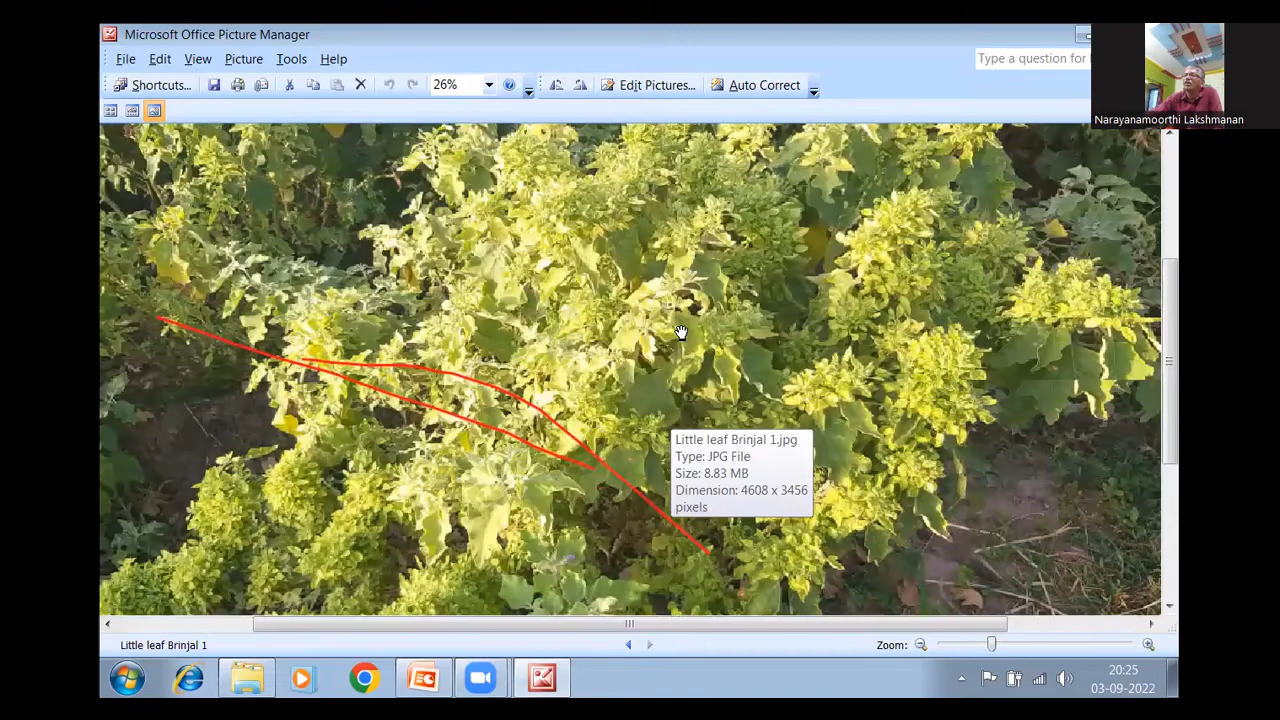 Microsoft Office Picture Manager
File Edit View Picture Tools Help
Type a question for
Shortcuts...
26%
Edit Pictures...
Auto Correct
Narayanamoorthi Lakshmanan
Little leaf Brinjal 1.jpg
Type: JPG File
Size: 8.83 MB
Dimension: 4608 x 3456
pixels
Little leaf Brinjal 1
Zoom:
20:25
03-09-2022